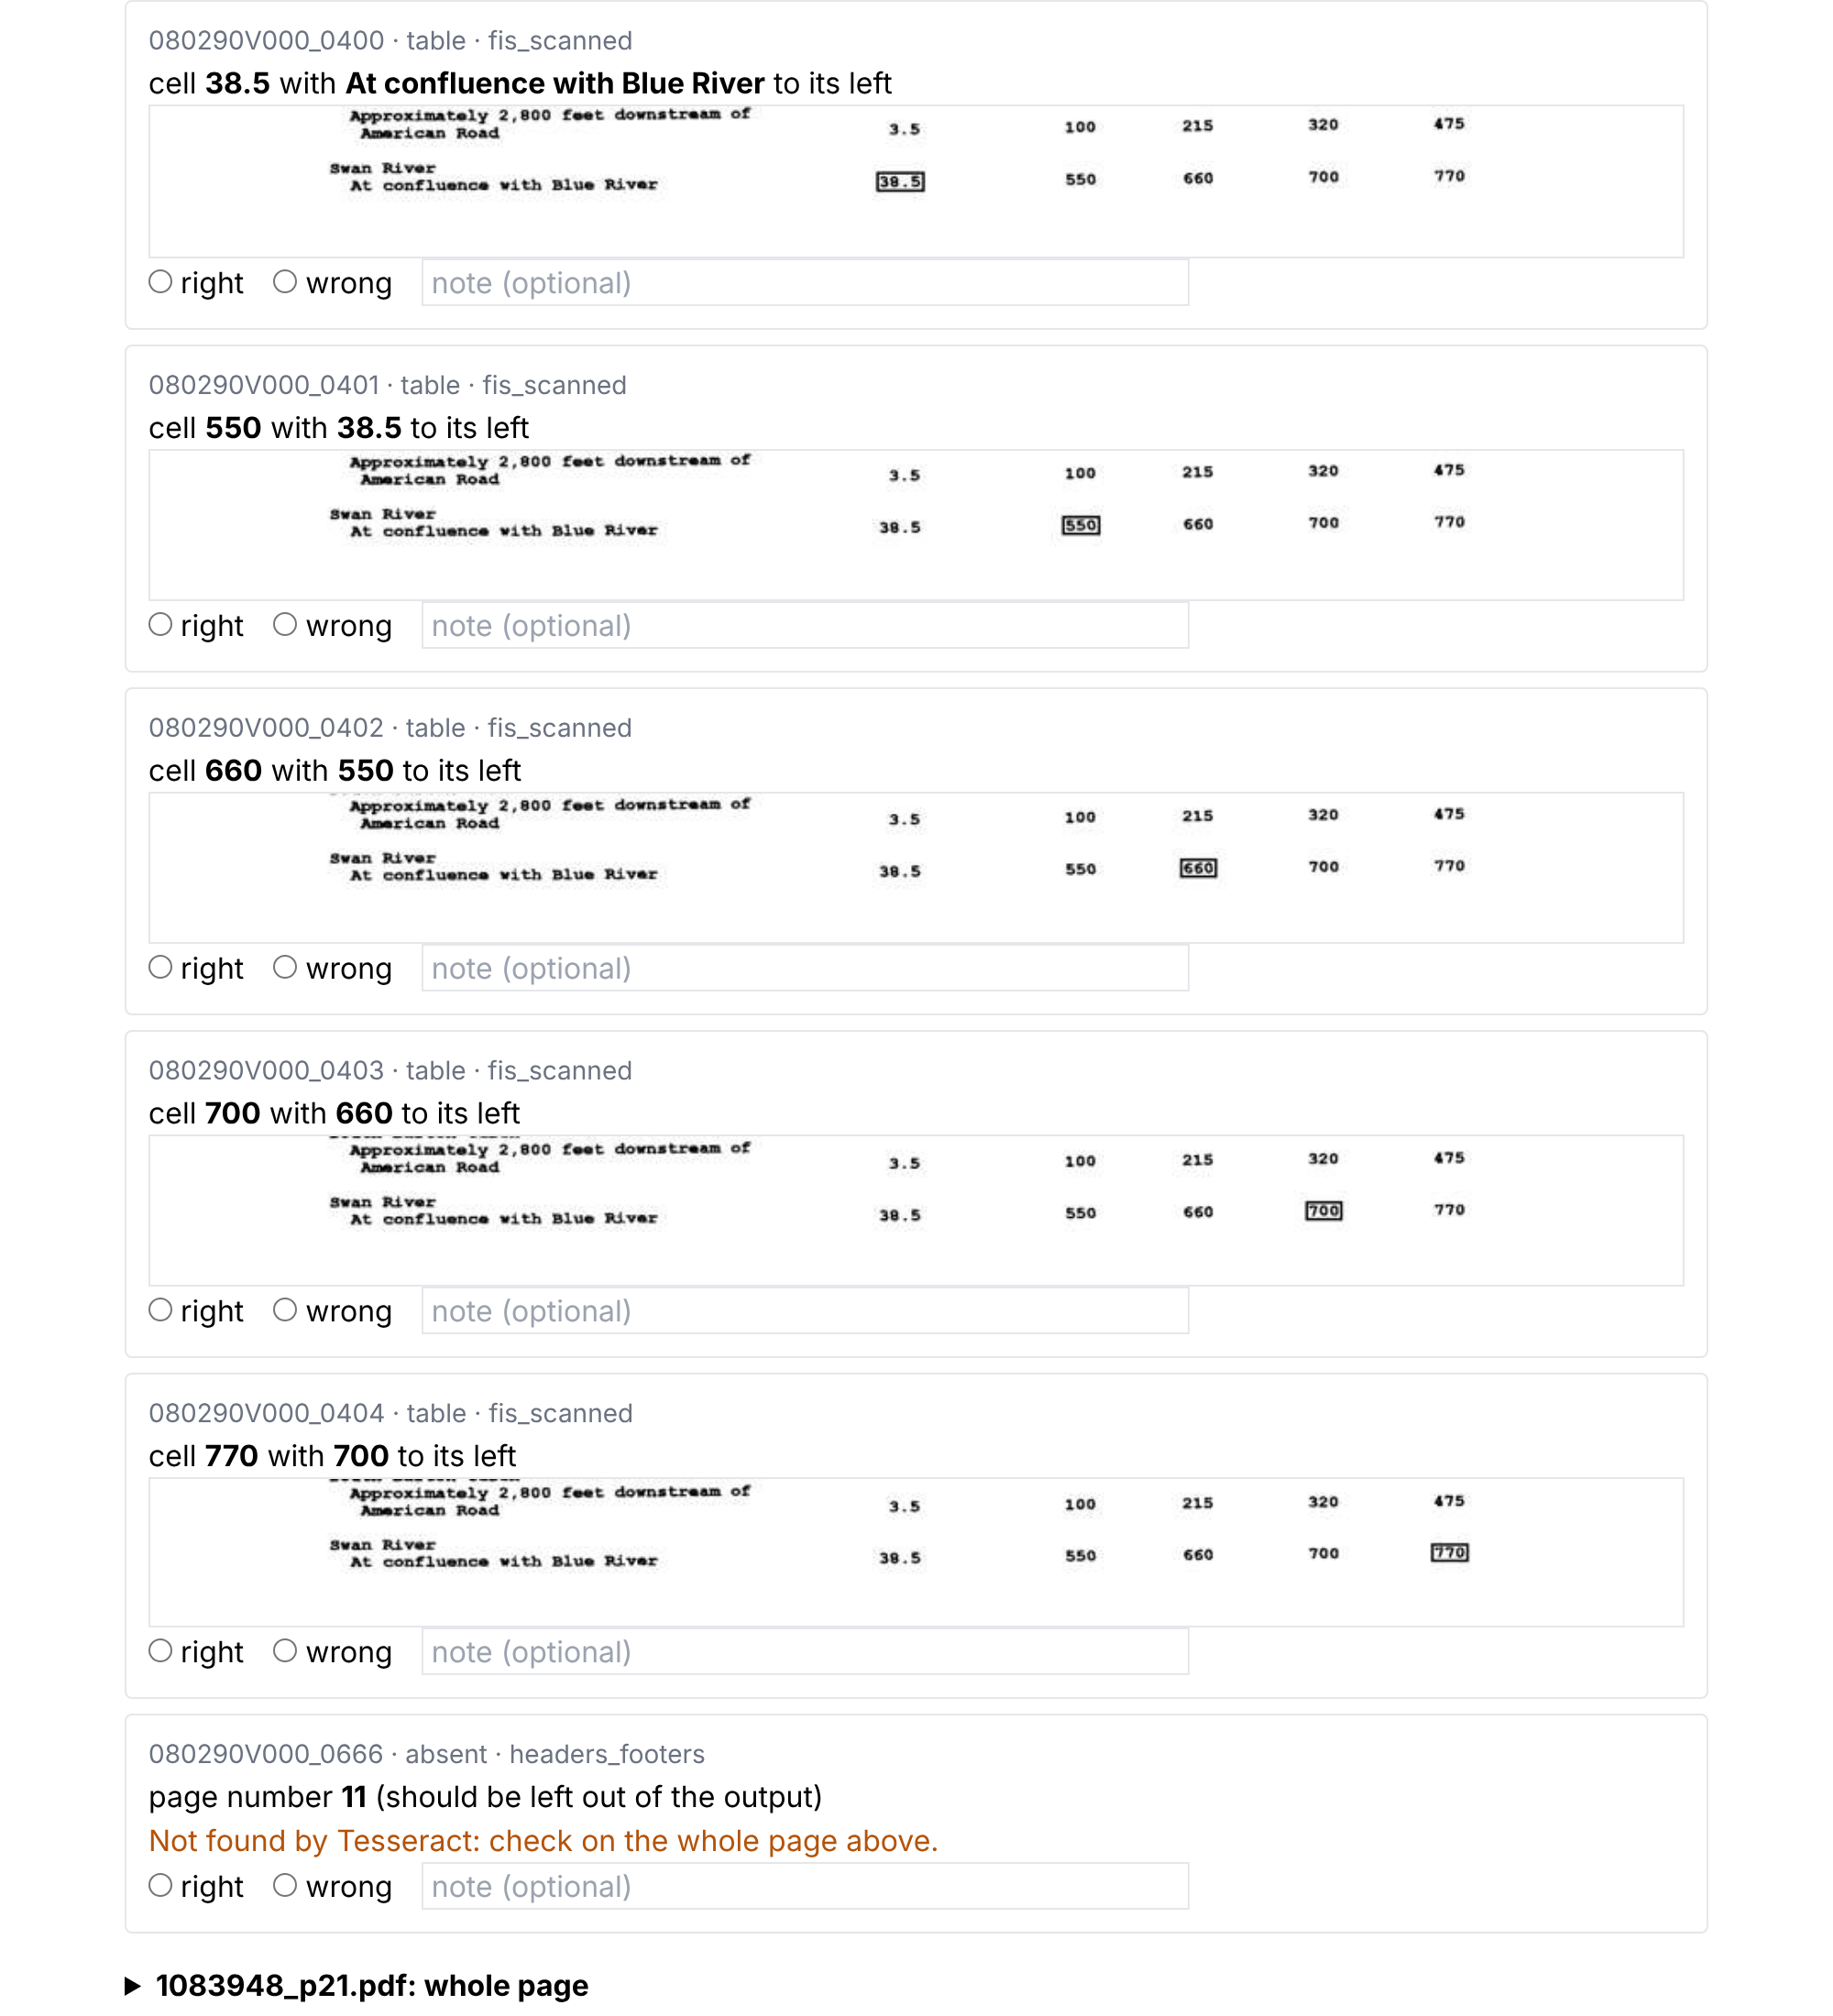 080290V000_0400 · table · fis_scanned
cell 38.5 with At confluence with Blue River to its left
Approximately 2,800 feet downstream of
American Road 3.5 100 215 320 475
Swan River
At confluence with Blue River 38.5 550 660 700 770
right wrong note (optional)
080290V000_0401 · table · fis_scanned
cell 550 with 38.5 to its left
Approximately 2,800 feet downstream of
American Road 3.5 100 215 320 475
Swan River
At confluence with Blue River 38.5 550 660 700 770
right wrong note (optional)
080290V000_0402 · table · fis_scanned
cell 660 with 550 to its left
Approximately 2,800 feet downstream of
American Road 3.5 100 215 320 475
Swan River
At confluence with Blue River 38.5 550 660 700 770
right wrong note (optional)
080290V000_0403 · table · fis_scanned
cell 700 with 660 to its left
Approximately 2,800 feet downstream of
American Road 3.5 100 215 320 475
Swan River
At confluence with Blue River 38.5 550 660 700 770
right wrong note (optional)
080290V000_0404 · table · fis_scanned
cell 770 with 700 to its left
Approximately 2,800 feet downstream of
American Road 3.5 100 215 320 475
Swan River
At confluence with Blue River 38.5 550 660 700 770
right wrong note (optional)
080290V000_0666 · absent · headers_footers
page number 11 (should be left out of the output)
Not found by Tesseract: check on the whole page above.
right wrong note (optional)
1083948_p21.pdf: whole page